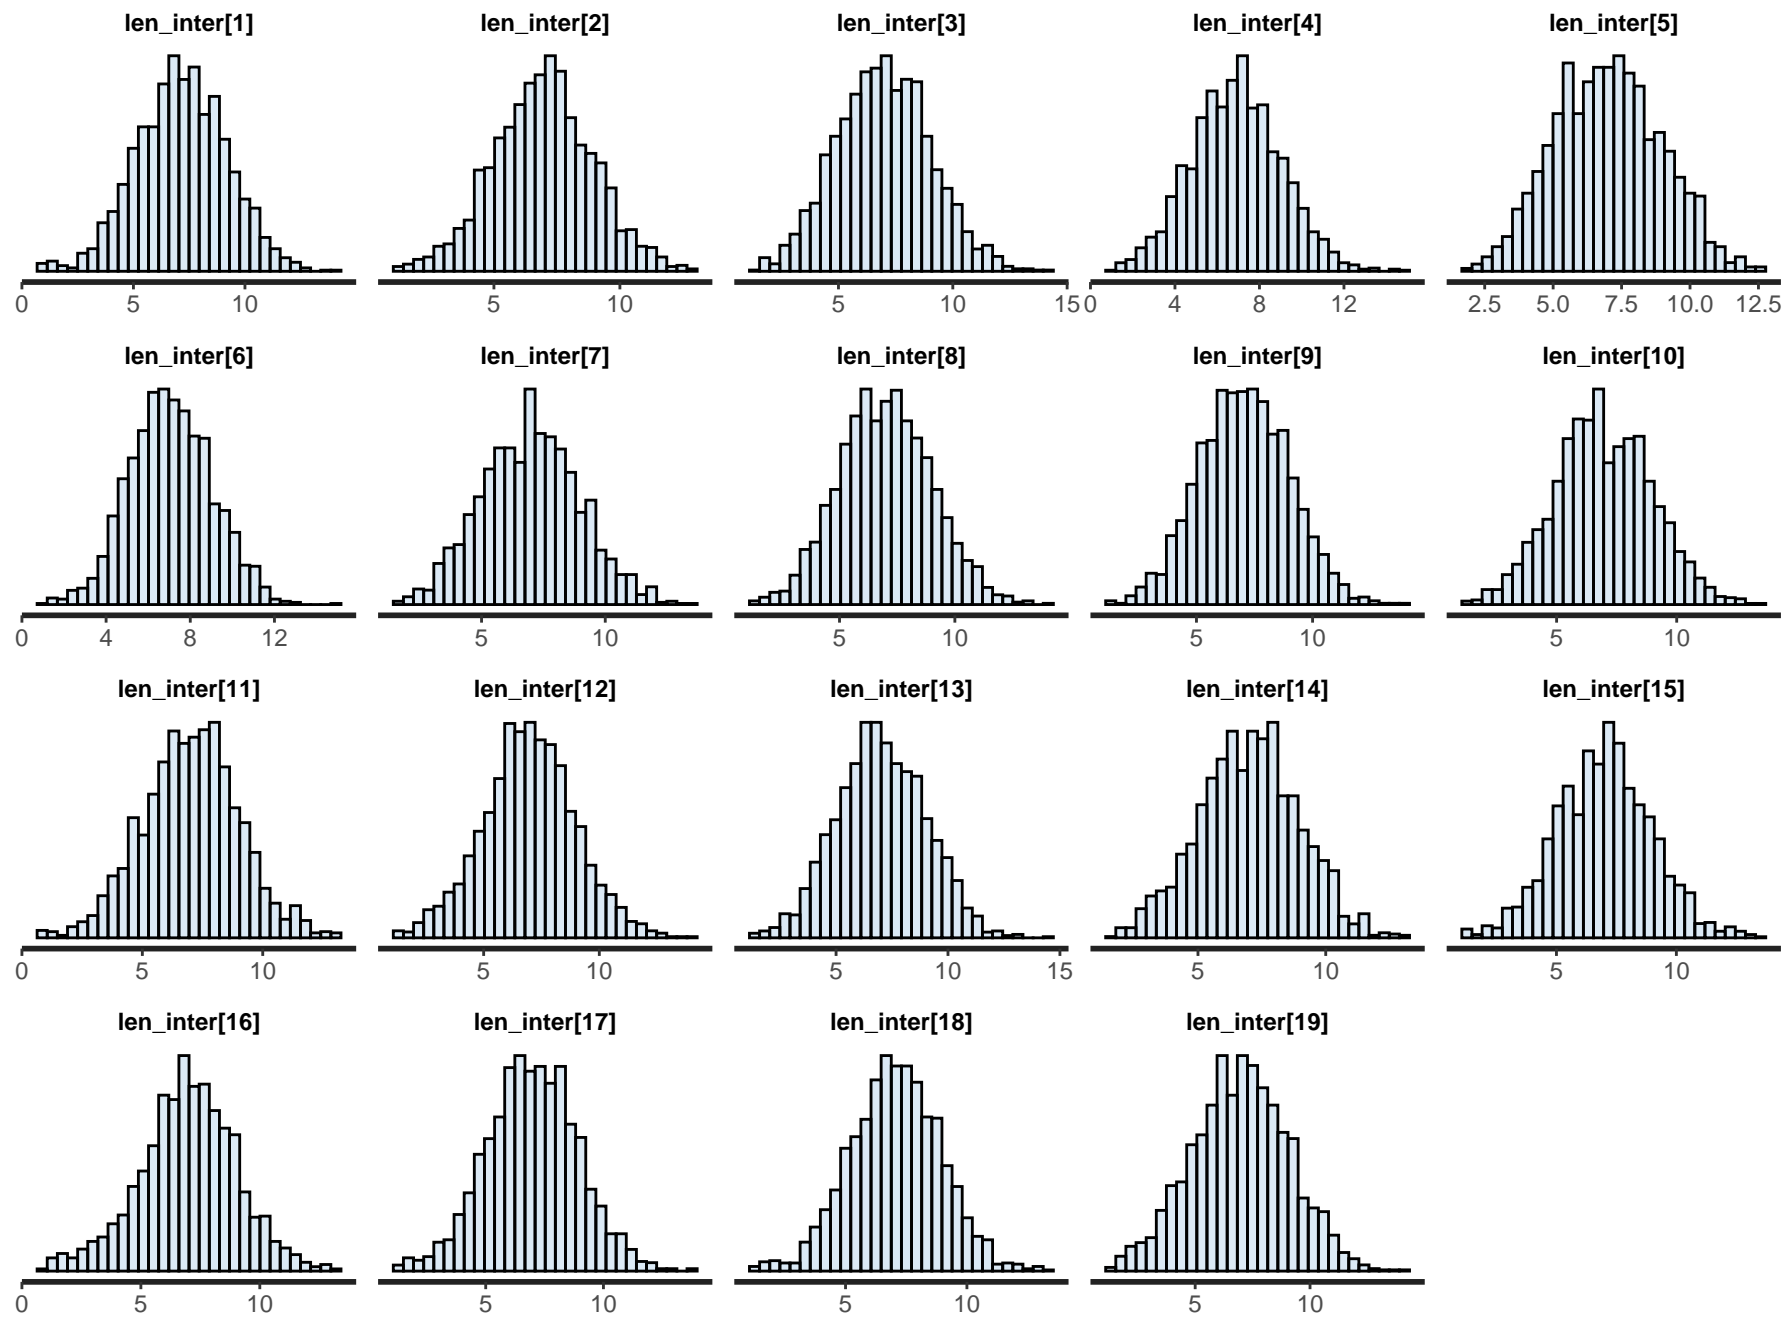 len_inter[1] len_inter[2] len_inter[3] len_inter[4] len_inter[5]
0 5 10 5 10 5 10 15 0 4 8 12 2.5 5.0 7.5 10.0 12.5
len_inter[6] len_inter[7] len_inter[8] len_inter[9] len_inter[10]
0 4 8 12 5 10 5 10 5 10 5 10
len_inter[11] len_inter[12] len_inter[13] len_inter[14] len_inter[15]
0 5 10 5 10 5 10 15 5 10 5 10
len_inter[16] len_inter[17] len_inter[18] len_inter[19]
0 5 10 5 10 5 10 5 10